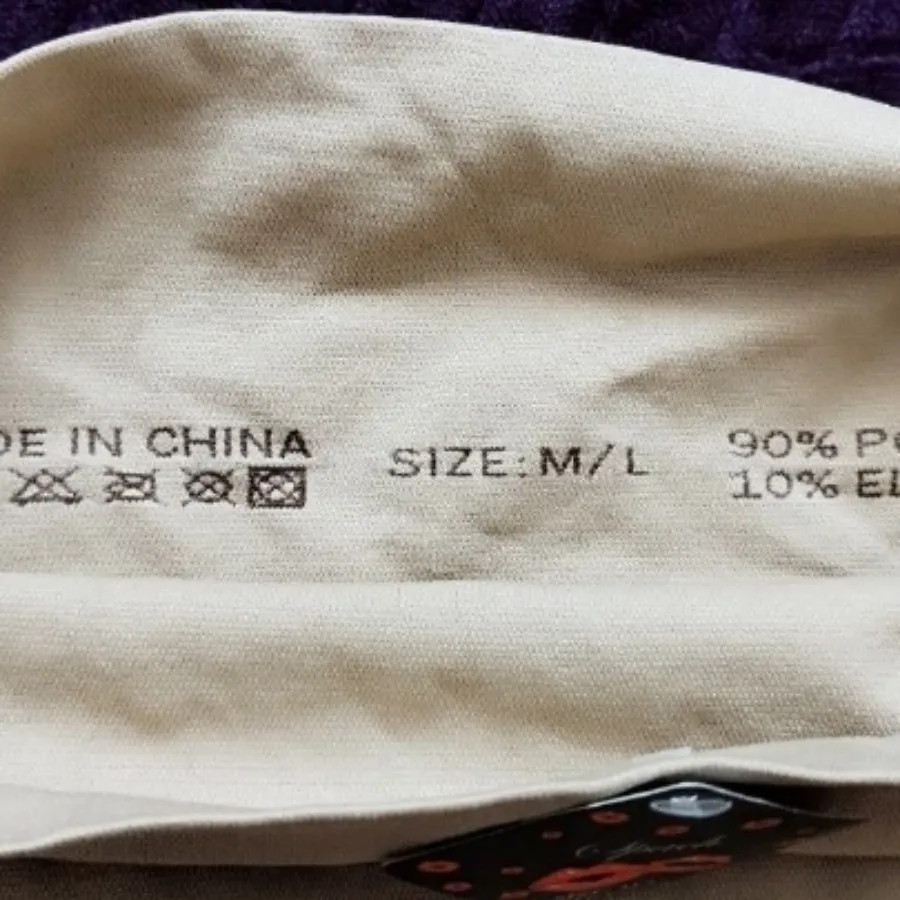 DE IN CHINA
SIZE: M/L
90% PO
10% EL